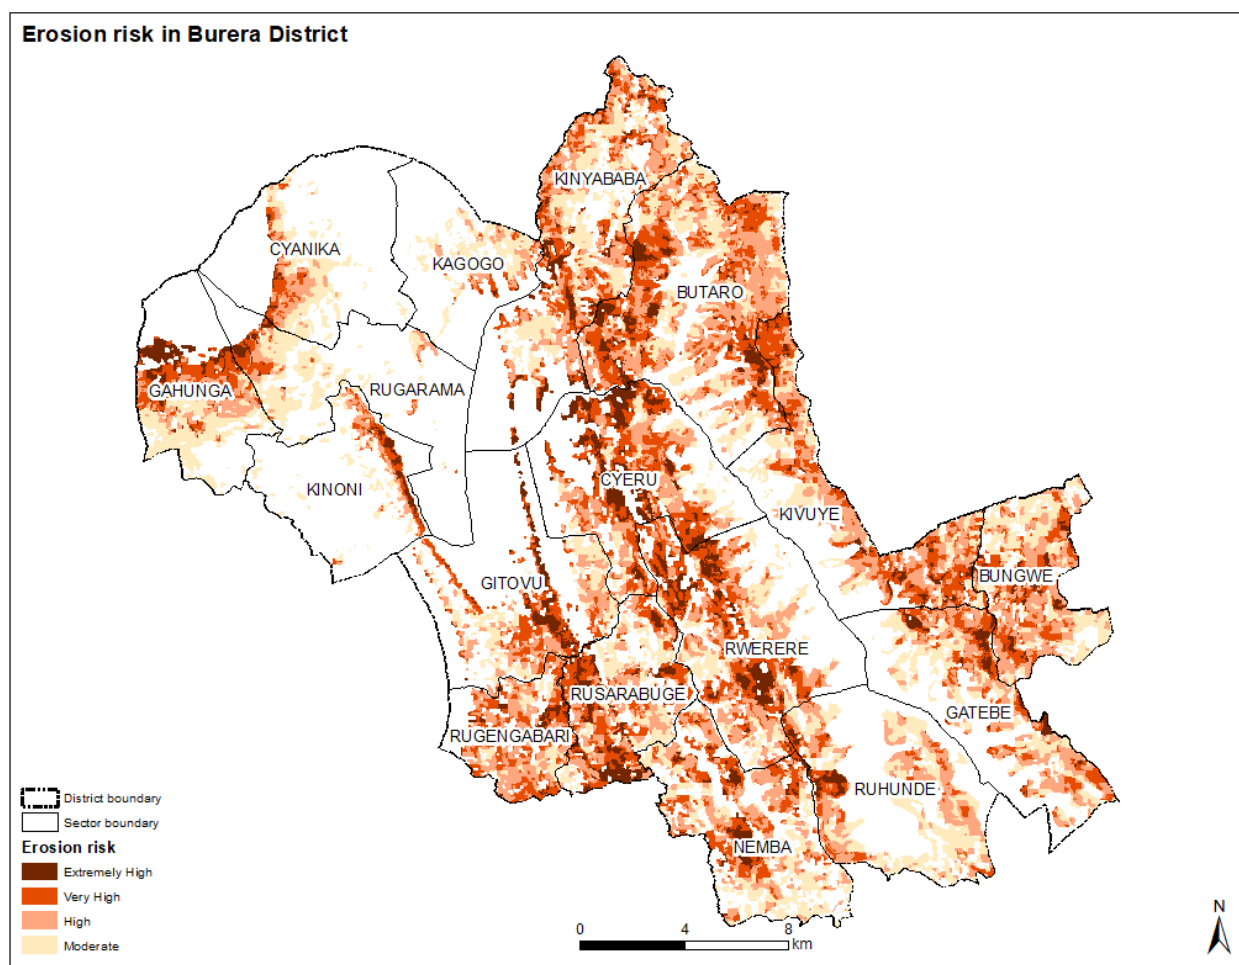 Erosion risk in Burera District
KINYABABA
CYANIKA
KAGOGO
BUTARO
GAHUNGA
RUGARAMA
KINONI
CYERU
KIVUYE
GITOVU
BUNGWE
RWERERE
RUSARABUGE
GATEBE
RUGENGABARI
RUHUNDE
NEMBA
District boundary
Sector boundary
Erosion risk
Extremely High
Very High
High
Moderate
0 4 8
km
N